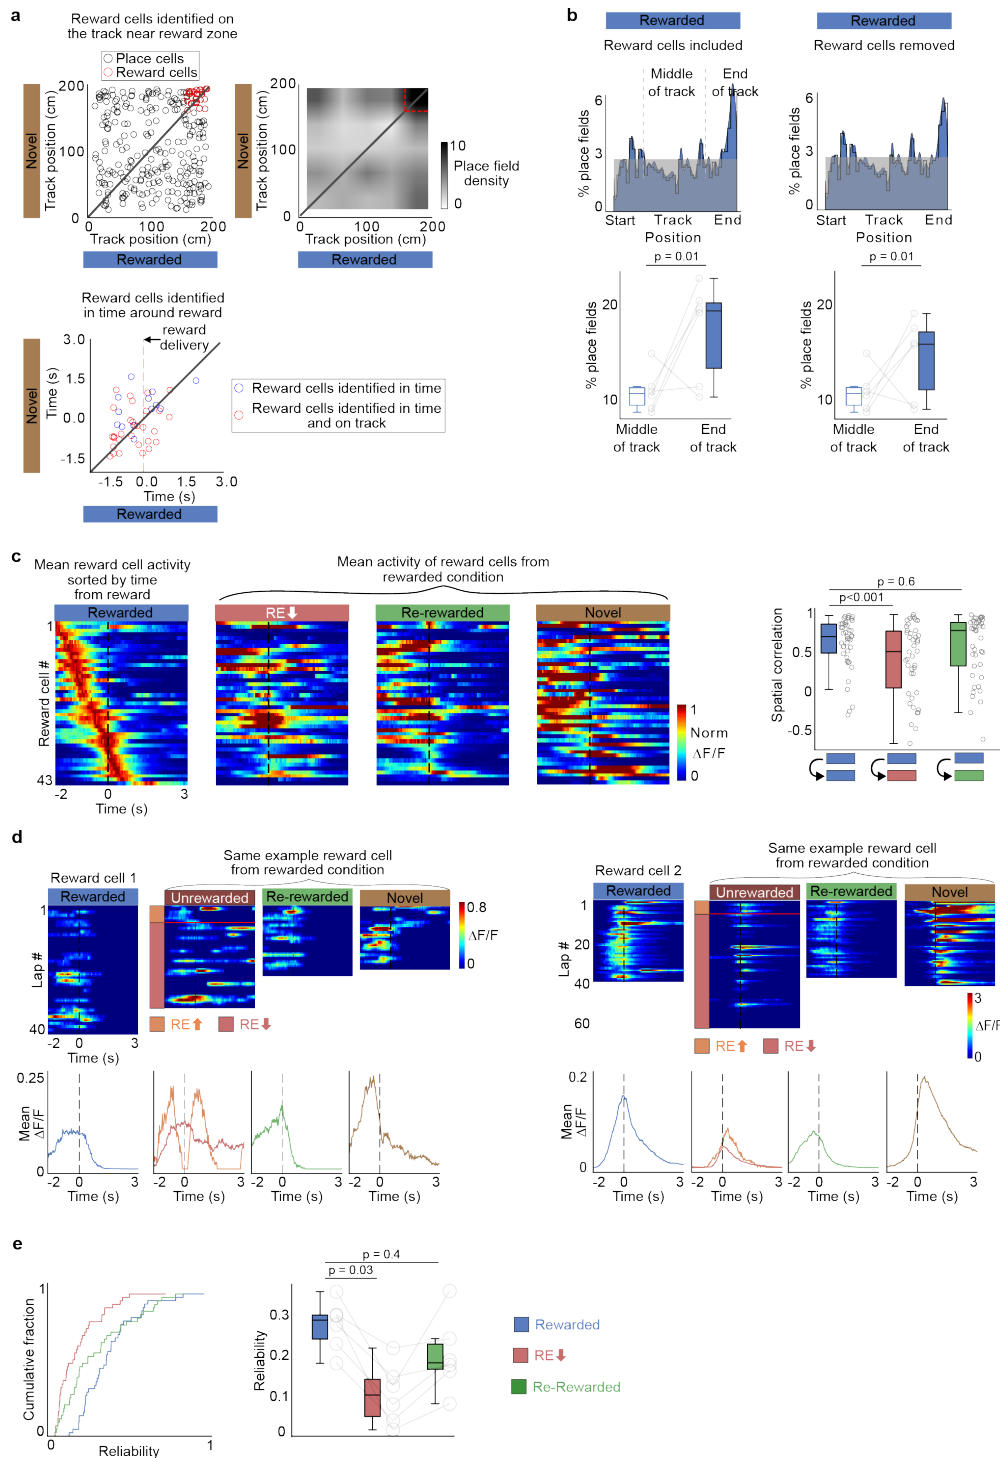 a
Reward cells identified on
the track near reward zone
Place cells
Reward cells
Novel
Track position (cm)
200
100
0
0
100
200
Track position (cm)
Rewarded
Novel
Track position (cm)
200
100
0
0
100
200
Track position (cm)
Rewarded
10
Place field
density
0
Reward cells identified
in time around reward
reward
delivery
Novel
Time (s)
3.0
1.5
0.0
-1.5
-1.5
0.0
1.5
3.0
Time (s)
Rewarded
Reward cells identified in time
Reward cells identified in time
and on track
b
Rewarded
Reward cells included
Middle
of track
End
of track
% place fields
6
3
0
Start
Track
End
Position
p = 0.01
% place fields
20
10
Middle
of track
End
of track
Rewarded
Reward cells removed
% place fields
6
3
0
Start
Track
End
Position
p = 0.01
% place fields
20
10
Middle
of track
End
of track
c
Mean reward cell activity
sorted by time
from reward
Mean activity of reward cells from
rewarded condition
Rewarded
RE
Re-rewarded
Novel
Reward cell #
1
43
-2
0
3
Time (s)
1
Norm
ΔF/F
0
p = 0.6
p<0.001
Spatial correlation
1
0.5
0
-0.5
d
Reward cell 1
Same example reward cell
from rewarded condition
Rewarded
Unrewarded
Re-rewarded
Novel
Lap #
1
40
-2
0
3
Time (s)
RE
RE
0.8
ΔF/F
0
Mean
ΔF/F
0.25
0
-2
0
3
Time (s)
-2
0
3
Time (s)
-2
0
3
Time (s)
-2
0
3
Time (s)
Reward cell 2
Same example reward cell
from rewarded condition
Rewarded
Unrewarded
Re-rewarded
Novel
Lap #
1
20
40
60
RE
RE
3
ΔF/F
0
Mean
ΔF/F
0.2
0
-2
0
3
Time (s)
-2
0
3
Time (s)
-2
0
3
Time (s)
-2
0
3
Time (s)
e
Cumulative fraction
1
0
0
1
Reliability
p = 0.4
p = 0.03
Reliability
0.3
0.2
0.1
0
Rewarded
RE
Re-Rewarded